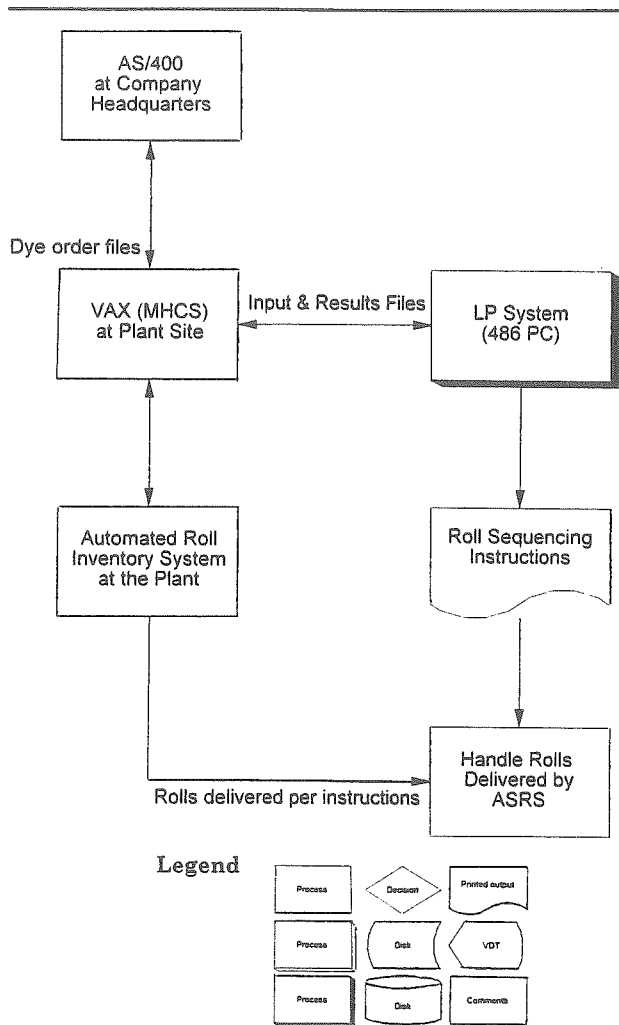 AS/400
at Company
Headquarters
Dye order files
VAX (MHCS)
at Plant Site
Input & Results Files
LP System
(486 PC)
Automated Roll
Inventory System
at the Plant
Roll Sequencing
Instructions
Rolls delivered per instructions
Handle Rolls
Delivered by
ASRS
Legend
Process
Decision
Printed output
Process
Disk
VDT
Process
Disk
Comments